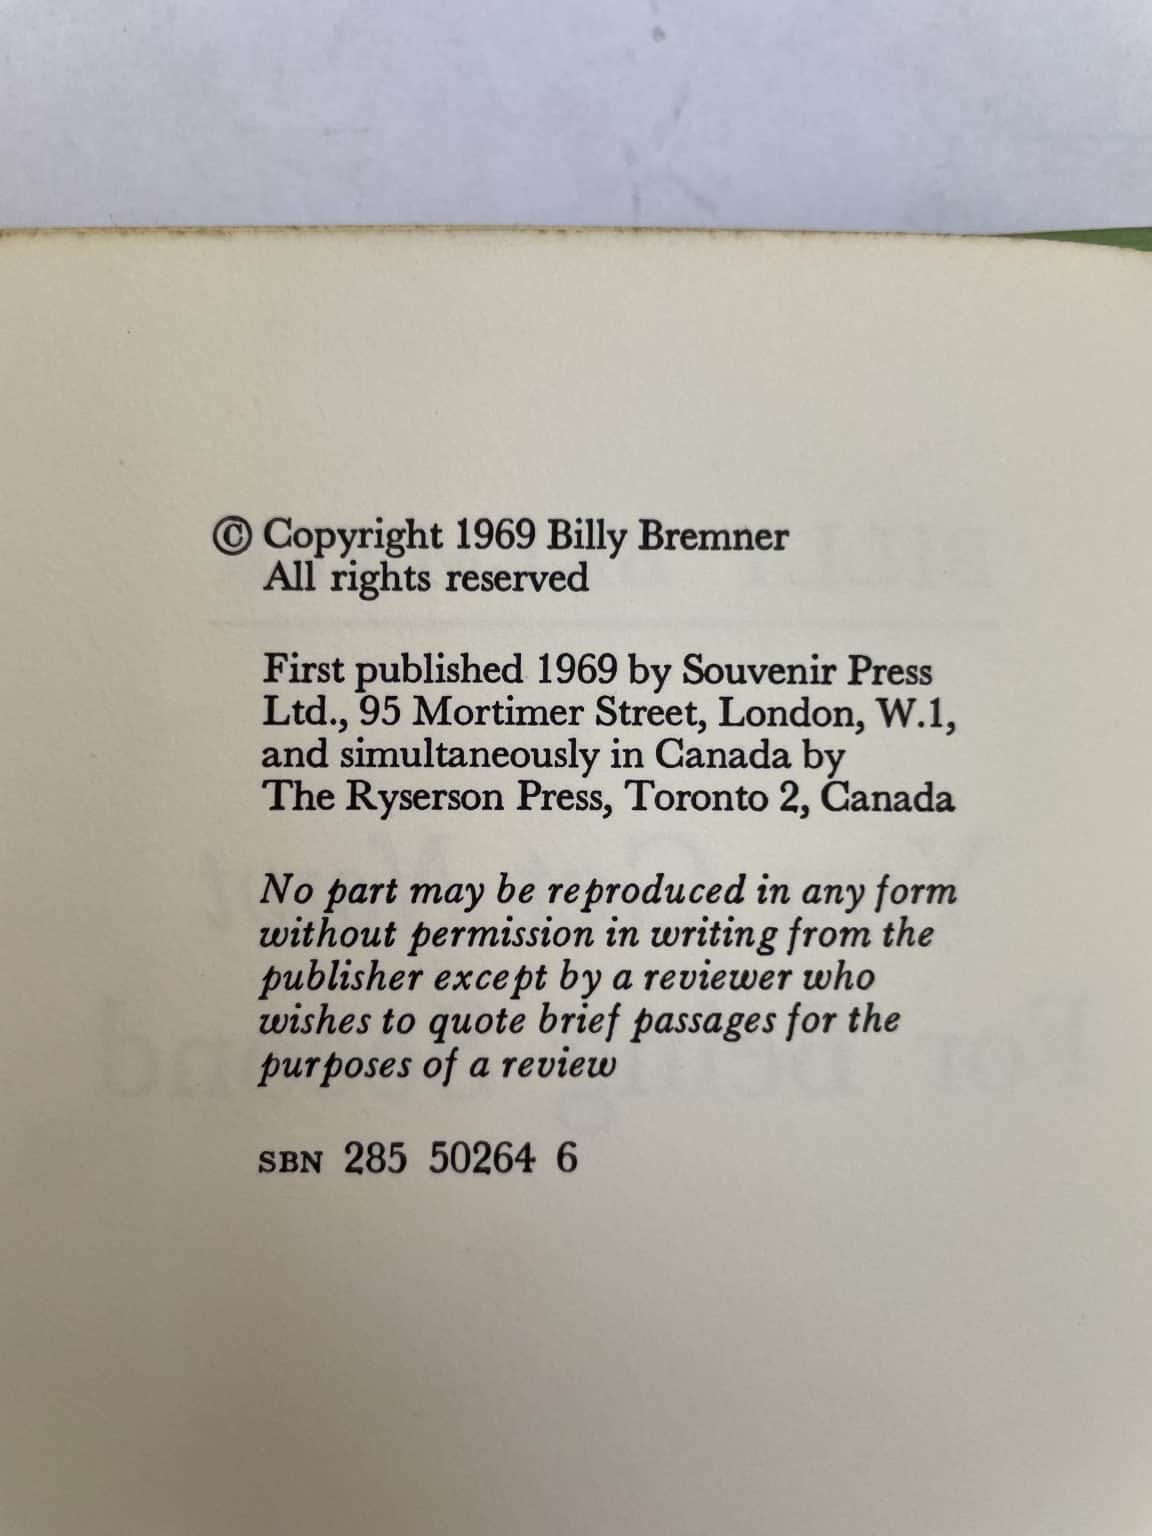 © Copyright 1969 Billy Bremner
All rights reserved
First published 1969 by Souvenir Press
Ltd., 95 Mortimer Street, London, W.1,
and simultaneously in Canada by
The Ryserson Press, Toronto 2, Canada
No part may be reproduced in any form
without permission in writing from the
publisher except by a reviewer who
wishes to quote brief passages for the
purposes of a review
SBN 285 50264 6